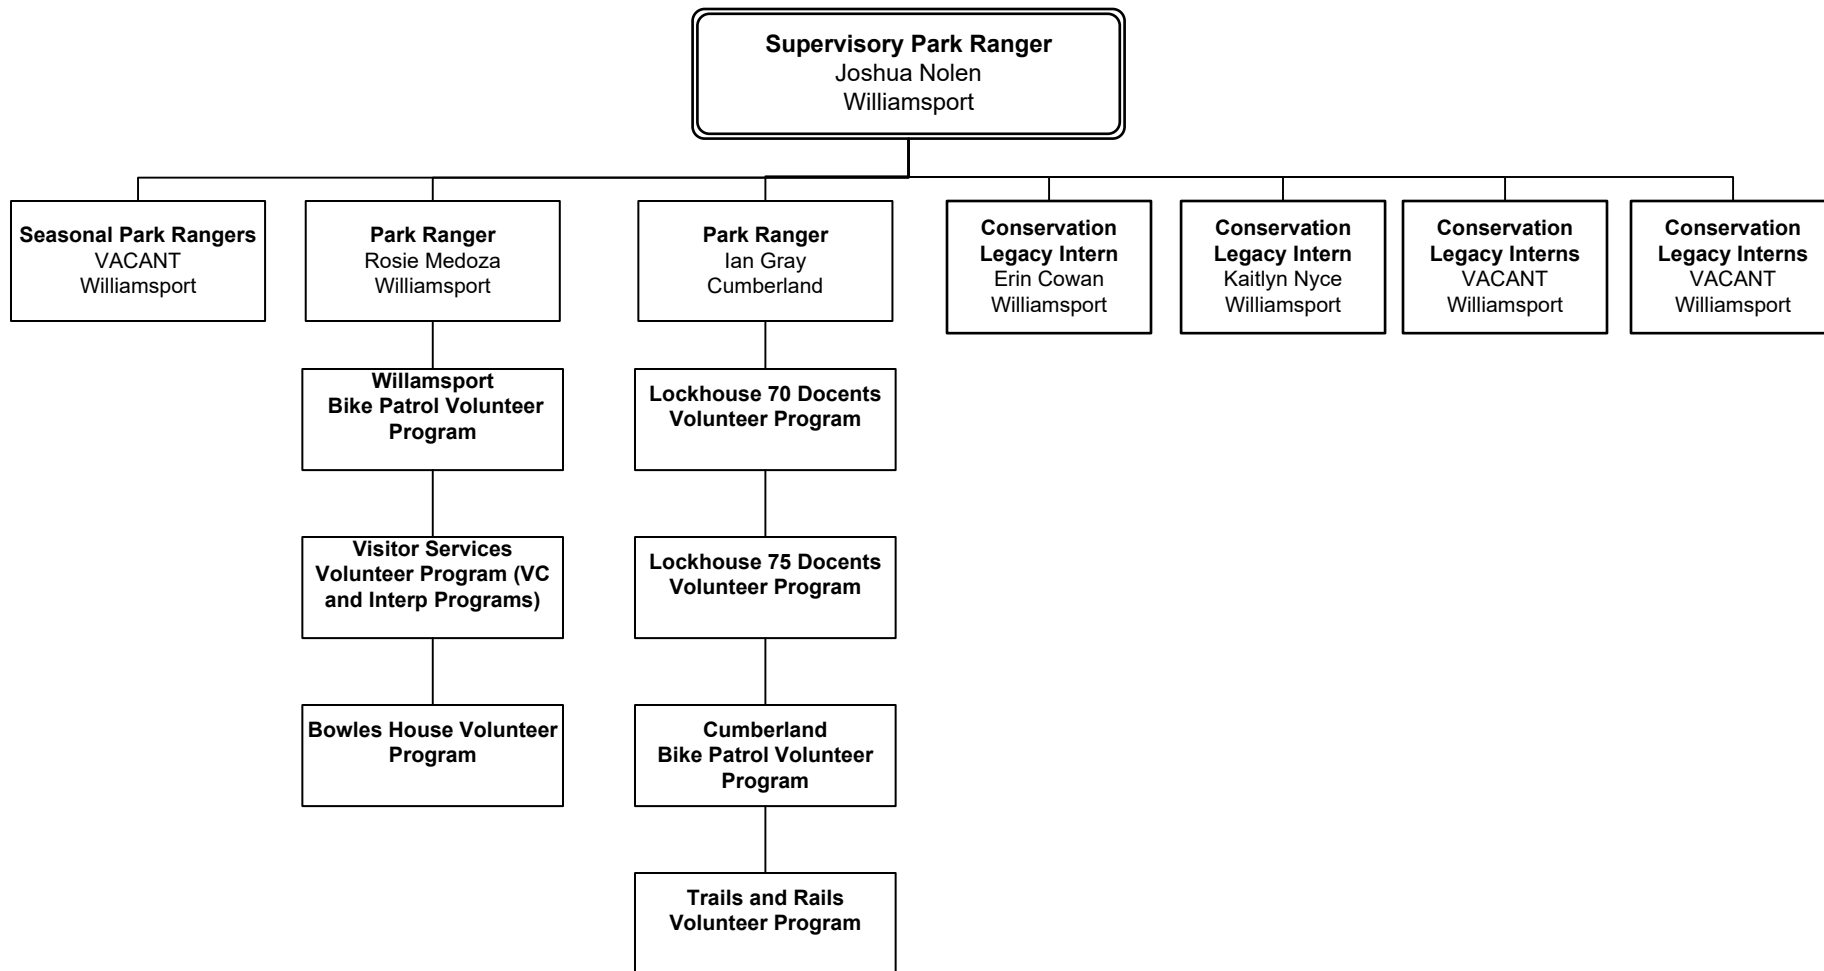 Supervisory Park Ranger
Joshua Nolen
Williamsport
Seasonal Park Rangers
VACANT
Williamsport
Park Ranger
Rosie Medoza
Williamsport
Park Ranger
Ian Gray
Cumberland
Conservation
Legacy Intern
Erin Cowan
Williamsport
Conservation
Legacy Intern
Kaitlyn Nyce
Williamsport
Conservation
Legacy Interns
VACANT
Williamsport
Conservation
Legacy Interns
VACANT
Williamsport
Willamsport
Bike Patrol Volunteer
Program
Lockhouse 70 Docents
Volunteer Program
Visitor Services
Volunteer Program (VC
and Interp Programs)
Lockhouse 75 Docents
Volunteer Program
Bowles House Volunteer
Program
Cumberland
Bike Patrol Volunteer
Program
Trails and Rails
Volunteer Program